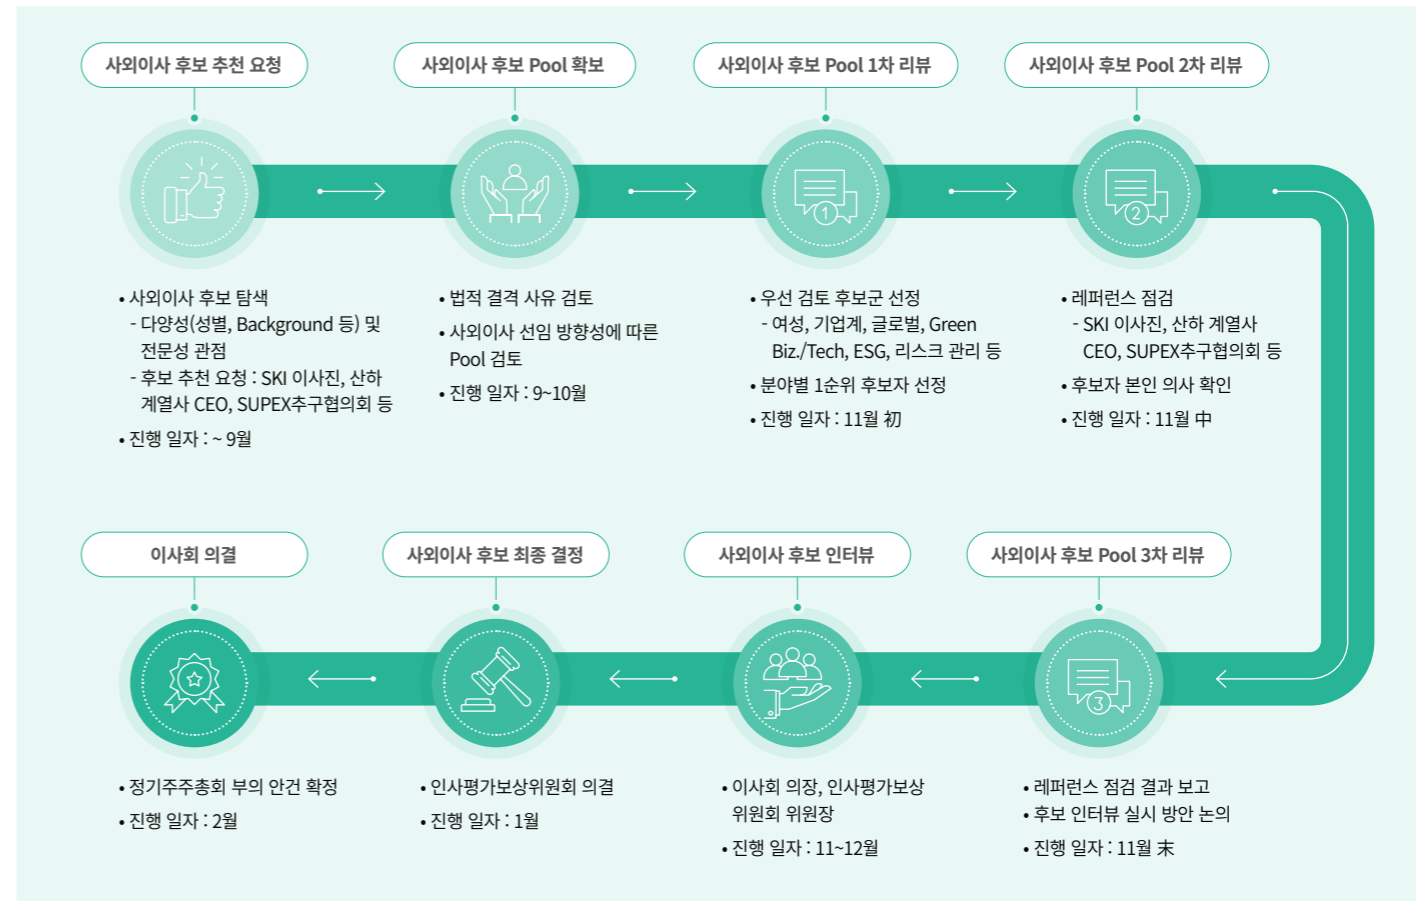 사외이사 후보 추천 요청
• 사외이사 후보 탐색
- 다양성(성별, Background 등) 및
전문성 관점
- 후보 추천 요청 : SKI 이사진, 산하
계열사 CEO, SUPEX추구협의회 등
• 진행 일자 : ~ 9월
사외이사 후보 Pool 확보
• 법적 결격 사유 검토
• 사외이사 선임 방향성에 따른
Pool 검토
• 진행 일자 : 9~10월
사외이사 후보 Pool 1차 리뷰
1
• 우선 검토 후보군 선정
- 여성, 기업계, 글로벌, Green
Biz./Tech, ESG, 리스크 관리 등
• 분야별 1순위 후보자 선정
• 진행 일자 : 11월 初
사외이사 후보 Pool 2차 리뷰
2
• 레퍼런스 점검
- SKI 이사진, 산하 계열사
CEO, SUPEX추구협의회 등
• 후보자 본인 의사 확인
• 진행 일자 : 11월 中
사외이사 후보 Pool 3차 리뷰
3
• 레퍼런스 점검 결과 보고
• 후보 인터뷰 실시 방안 논의
• 진행 일자 : 11월 末
사외이사 후보 인터뷰
• 이사회 의장, 인사평가보상
위원회 위원장
• 진행 일자 : 11~12월
사외이사 후보 최종 결정
• 인사평가보상위원회 의결
• 진행 일자 : 1월
이사회 의결
• 정기주주총회 부의 안건 확정
• 진행 일자 : 2월